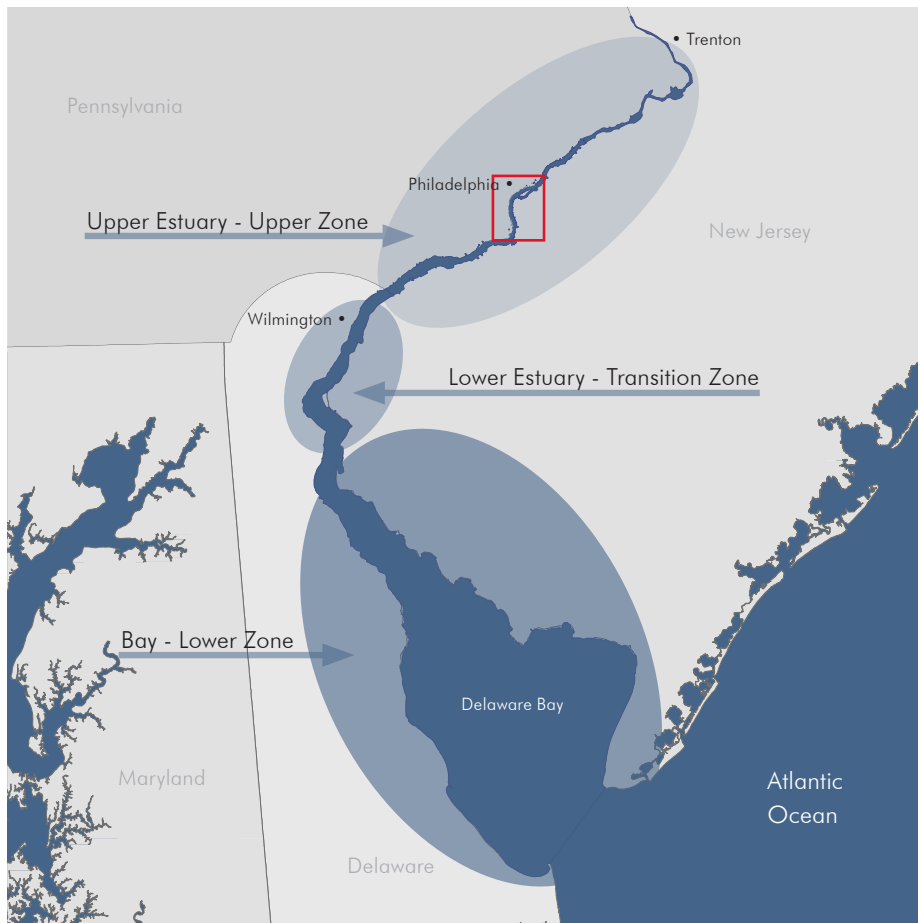 Trenton
Pennsylvania
Philadelphia
Upper Estuary - Upper Zone
New Jersey
Wilmington
Lower Estuary - Transition Zone
Bay - Lower Zone
Delaware Bay
Maryland
Atlantic
Ocean
Delaware